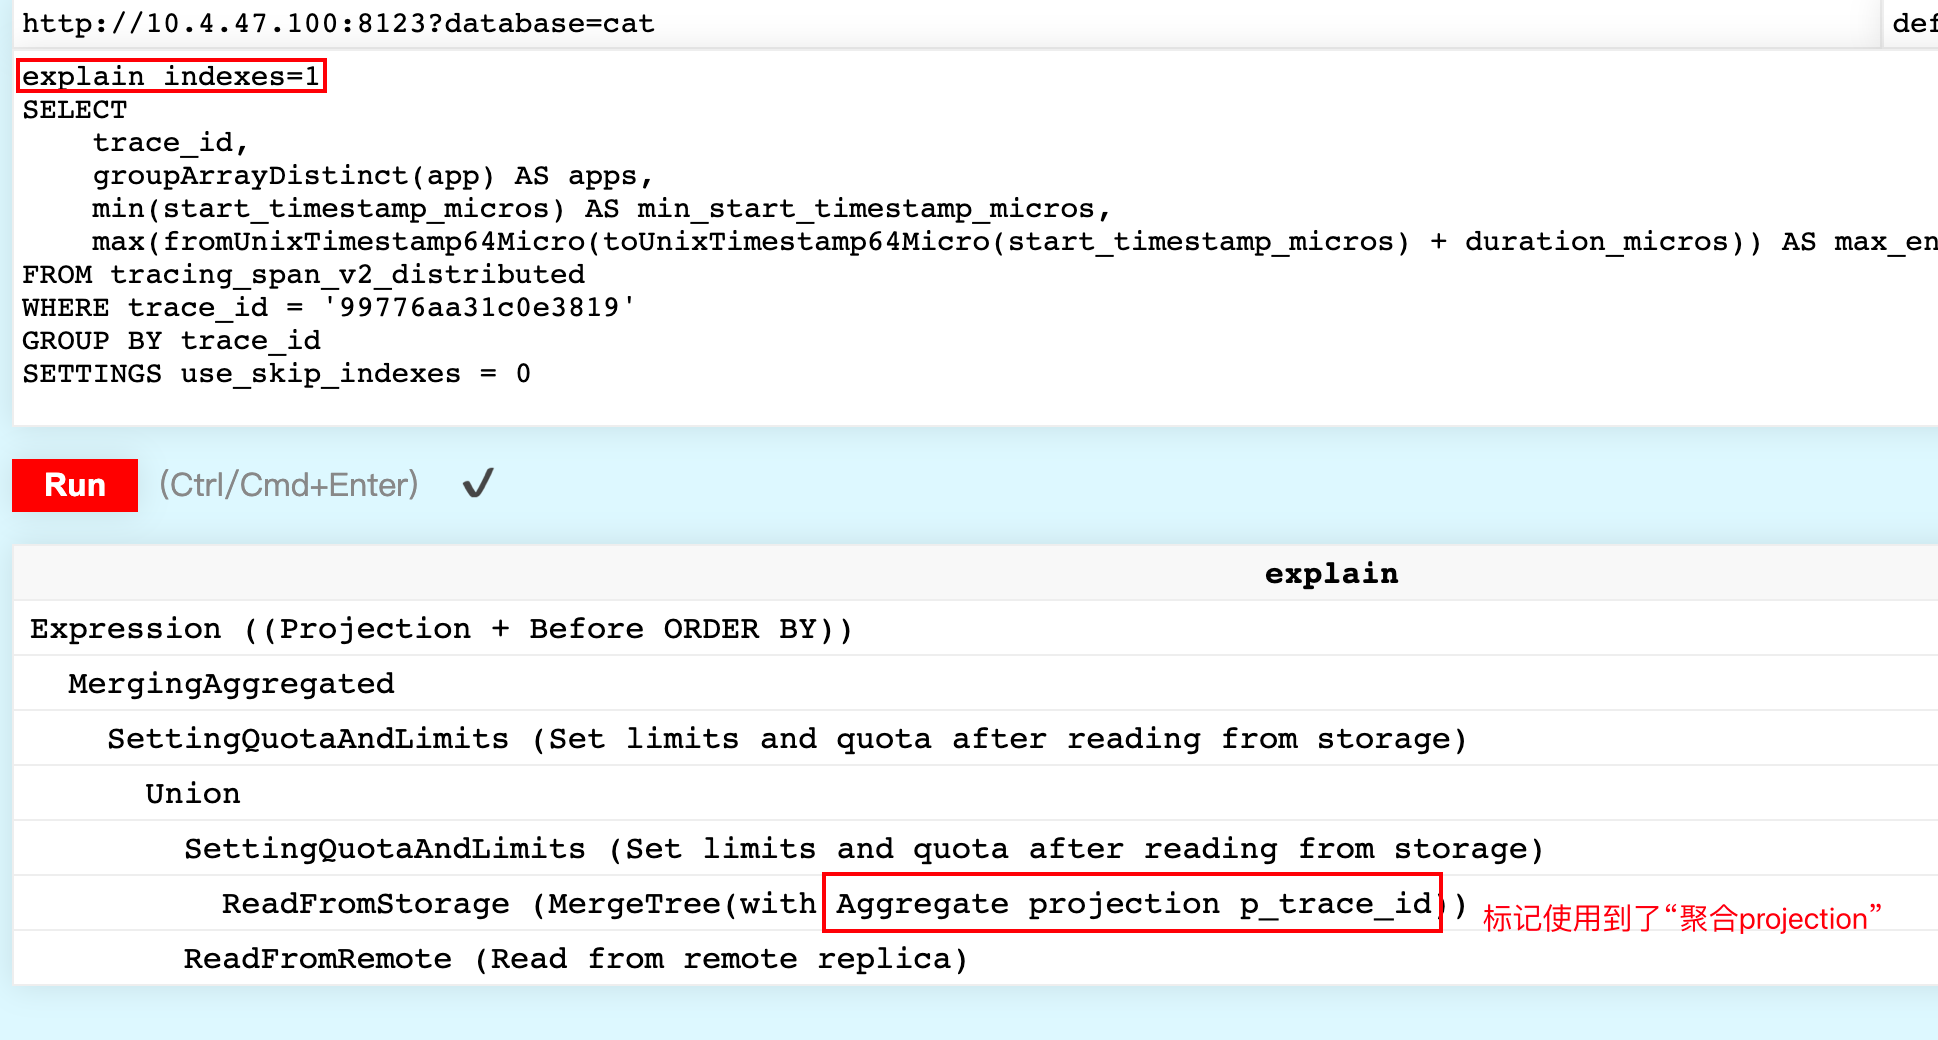 http://10.4.47.100:8123?database=cat
def
explain indexes=1
SELECT
    trace_id,
    groupArrayDistinct(app) AS apps,
    min(start_timestamp_micros) AS min_start_timestamp_micros,
    max(fromUnixTimestamp64Micro(toUnixTimestamp64Micro(start_timestamp_micros) + duration_micros)) AS max_en
FROM tracing_span_v2_distributed
WHERE trace_id = '99776aa31c0e3819'
GROUP BY trace_id
SETTINGS use_skip_indexes = 0
Run (Ctrl/Cmd+Enter) ✔
explain
Expression ((Projection + Before ORDER BY))
MergingAggregated
SettingQuotaAndLimits (Set limits and quota after reading from storage)
Union
SettingQuotaAndLimits (Set limits and quota after reading from storage)
ReadFromStorage (MergeTree(with Aggregate projection p_trace_id)) 标记使用到了“聚合projection”
ReadFromRemote (Read from remote replica)